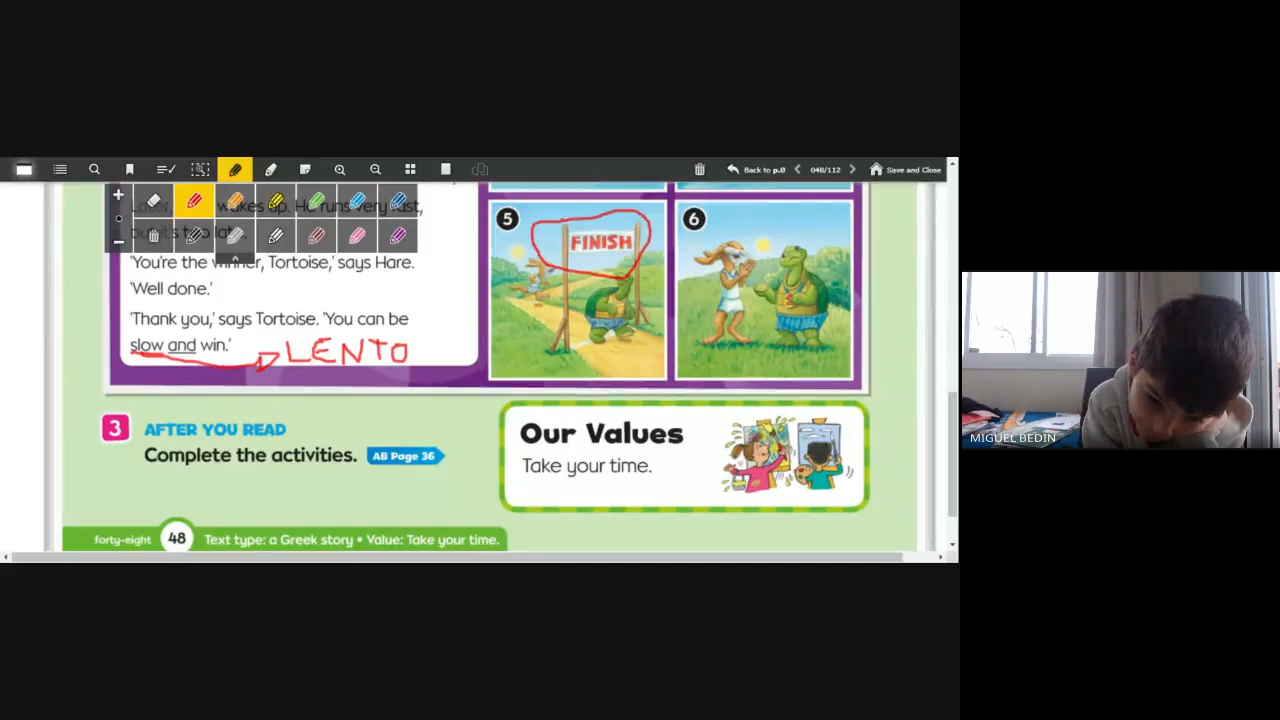 Back to p.0
048/112
Save and Close
wakes up. He runs very fast,
'You're the winner, Tortoise,' says Hare.
'Well done.'
'Thank you,' says Tortoise. 'You can be
slow and win.'
LENTO
5
FINISH
6
3
AFTER YOU READ
Complete the activities. AB Page 36
Our Values
Take your time.
forty-eight 48 Text type: a Greek story • Value: Take your time.
MIGUEL BEDIN